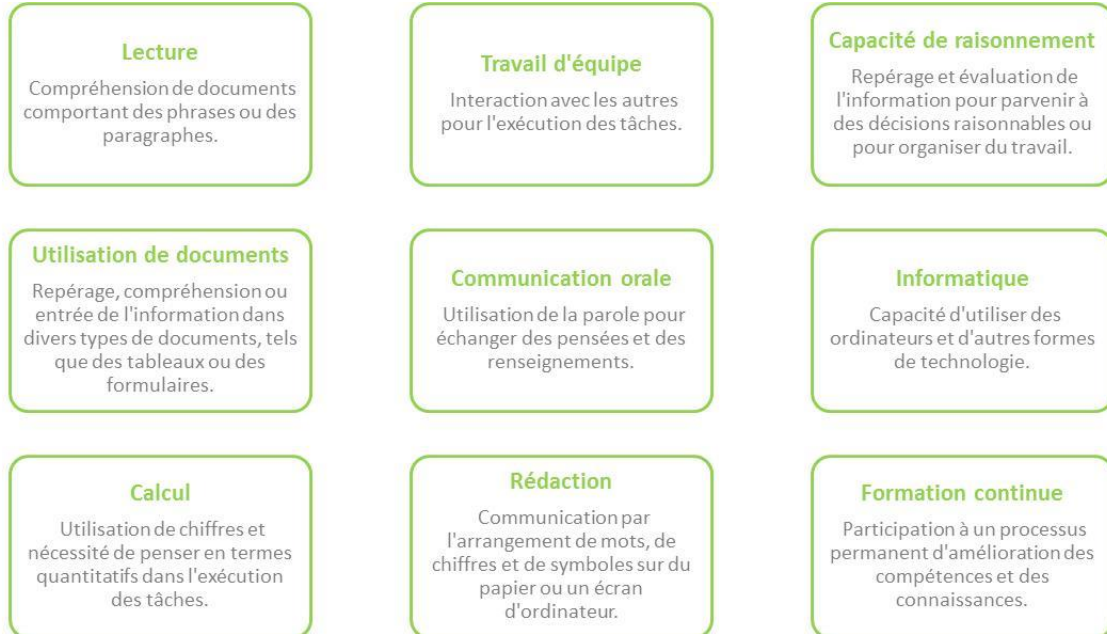 Lecture
Compréhension de documents
comportant des phrases ou des
paragraphes.
Travail d'équipe
Interaction avec les autres
pour l'exécution des tâches.
Capacité de raisonnement
Repérage et évaluation de
l'information pour parvenir à
des décisions raisonnables ou
pour organiser du travail.
Utilisation de documents
Repérage, compréhension ou
entrée de l'information dans
divers types de documents, tels
que des tableaux ou des
formulaires.
Communication orale
Utilisation de la parole pour
échanger des pensées et des
renseignements.
Informatique
Capacité d'utiliser des
ordinateurs et d'autres formes
de technologie.
Calcul
Utilisation de chiffres et
nécessité de penser en termes
quantitatifs dans l'exécution
des tâches.
Rédaction
Communication par
l'arrangement de mots, de
chiffres et de symboles sur du
papier ou un écran
d'ordinateur.
Formation continue
Participation à un processus
permanent d'amélioration des
compétences et des
connaissances.